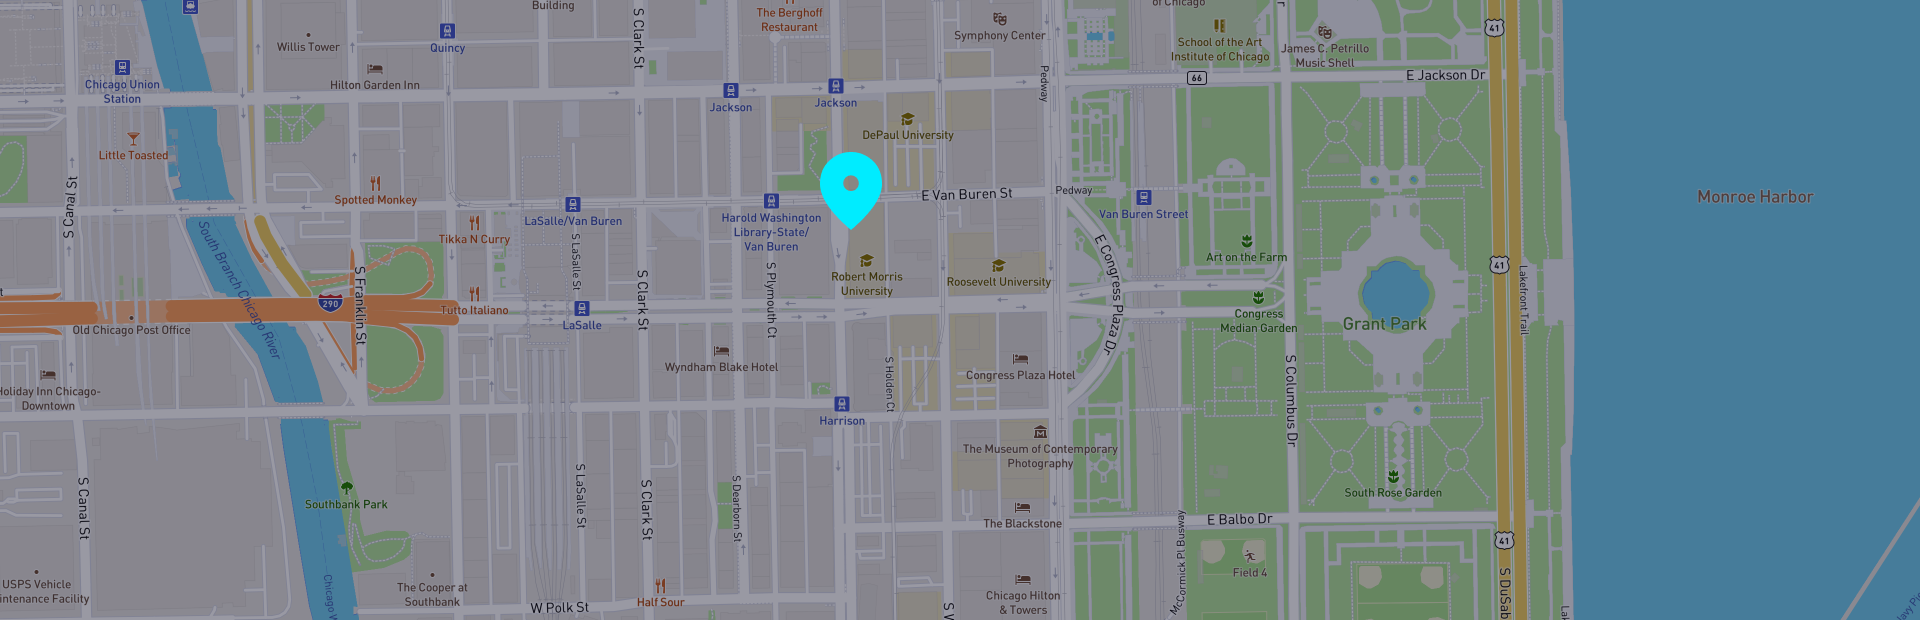 Building
S Clark St
The Berghoff
Restaurant
of Chicago
Willis Tower
Quincy
Symphony Center
School of the Art
Institute of Chicago
James C. Petrillo
Music Shell
41
Chicago Union
Station
Hilton Garden Inn
Jackson
Jackson
Pedway
66
E Jackson Dr
Little Toasted
DePaul University
S Canal St
Spotted Monkey
LaSalle/Van Buren
Harold Washington
Library-State/
Van Buren
E Van Buren St
Pedway
Van Buren Street
Monroe Harbor
Tikka N Curry
South Branch Chicago River
S LaSalle St
S Plymouth Ct
E Congress Plaza Dr
Art on the Farm
41
Lakefront Trail
S Franklin St
S Clark St
Robert Morris
University
Roosevelt University
290
Old Chicago Post Office
Tutto Italiano
LaSalle
Congress
Median Garden
Grant Park
Wyndham Blake Hotel
S Holden Ct
Congress Plaza Hotel
S Columbus Dr
Holiday Inn Chicago-
Downtown
Harrison
The Museum of Contemporary
Photography
S Canal St
Southbank Park
S LaSalle St
S Clark St
S Dearborn St
South Rose Garden
The Blackstone
McCormick Pl Busway
E Balbo Dr
41
USPS Vehicle
intenance Facility
The Cooper at
Southbank
Half Sour
W Polk St
Chicago Hilton
& Towers
Field 4
S DuSab